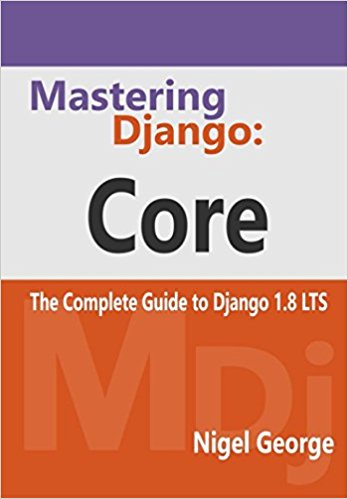 Mastering
Django:
Core
The Complete Guide to Django 1.8 LTS
MDj
Nigel George